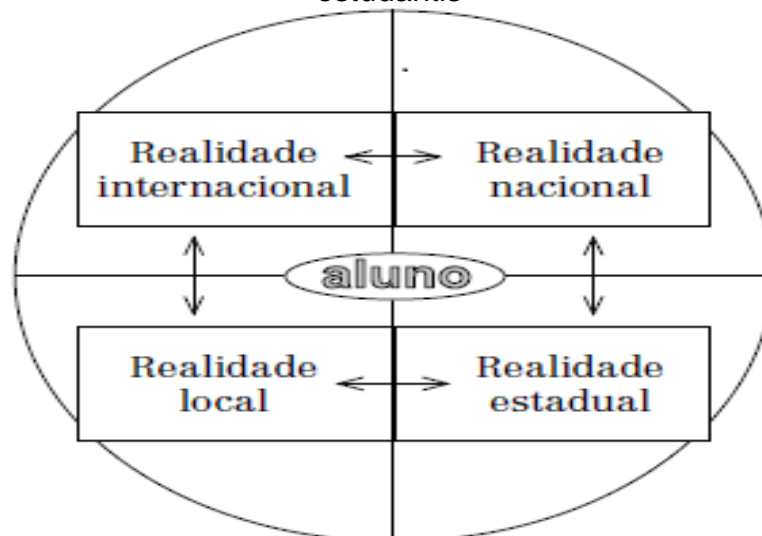 Realidade
internacional
Realidade
nacional
aluno
Realidade
local
Realidade
estadual